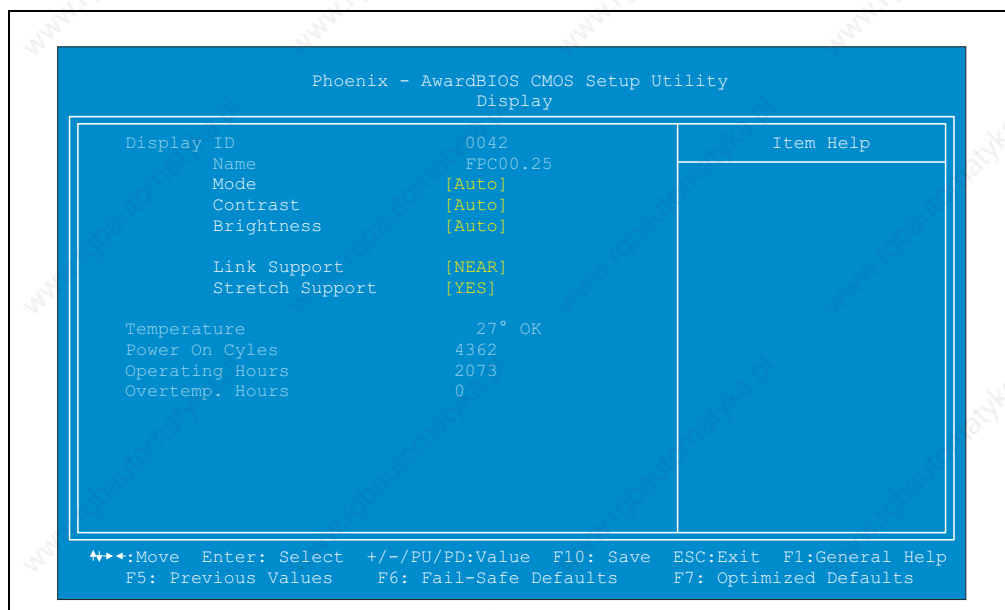 Phoenix - AwardBIOS CMOS Setup Utility
Display
Display ID 0042
Item Help
Name FPC00.25
Mode [Auto]
Contrast [Auto]
Brightness [Auto]
Link Support [NEAR]
Stretch Support [YES]
Temperature 27° OK
Power On Cyles 4362
Operating Hours 2073
Overtemp. Hours 0
:Move Enter: Select +/-/PU/PD:Value F10: Save ESC:Exit F1:General Help
F5: Previous Values F6: Fail-Safe Defaults F7: Optimized Defaults
www.rgbautomatyka.pl